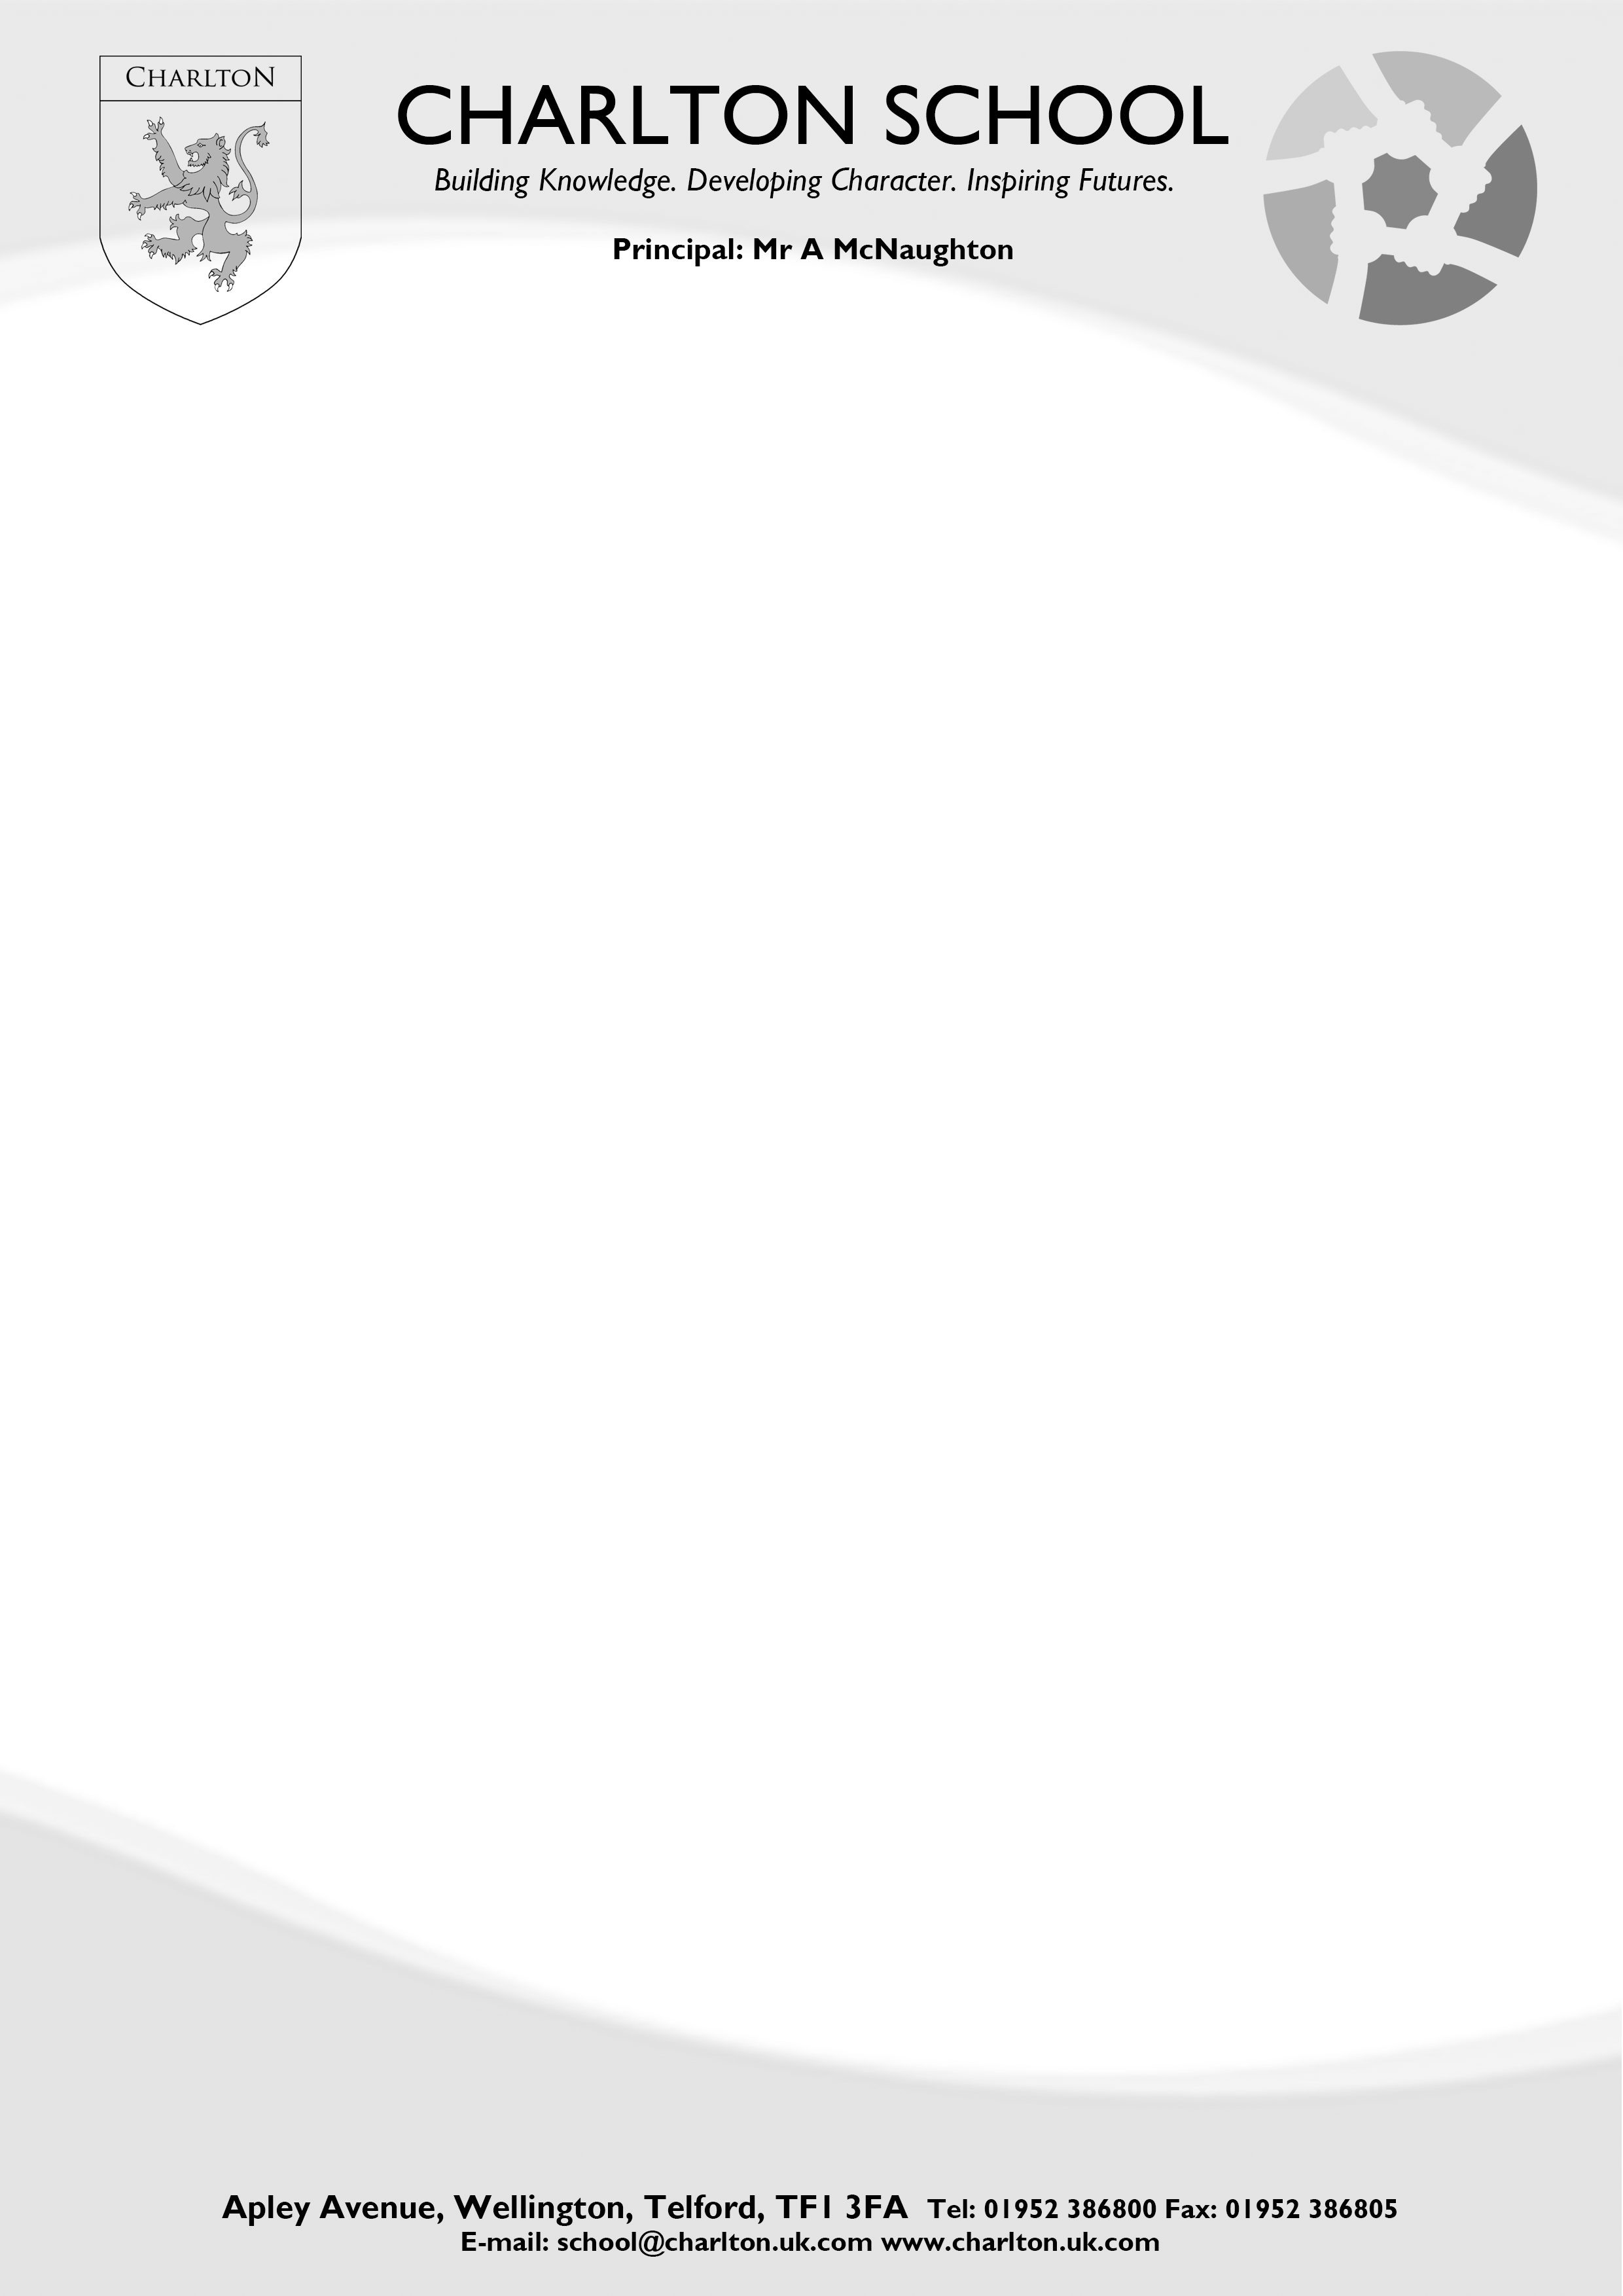 CHARLTON
CHARLTON SCHOOL
Building Knowledge. Developing Character. Inspiring Futures.
Principal: Mr A McNaughton
Apley Avenue, Wellington, Telford, TF1 3FA Tel: 01952 386800 Fax: 01952 386805
E-mail: school@charlton.uk.com www.charlton.uk.com